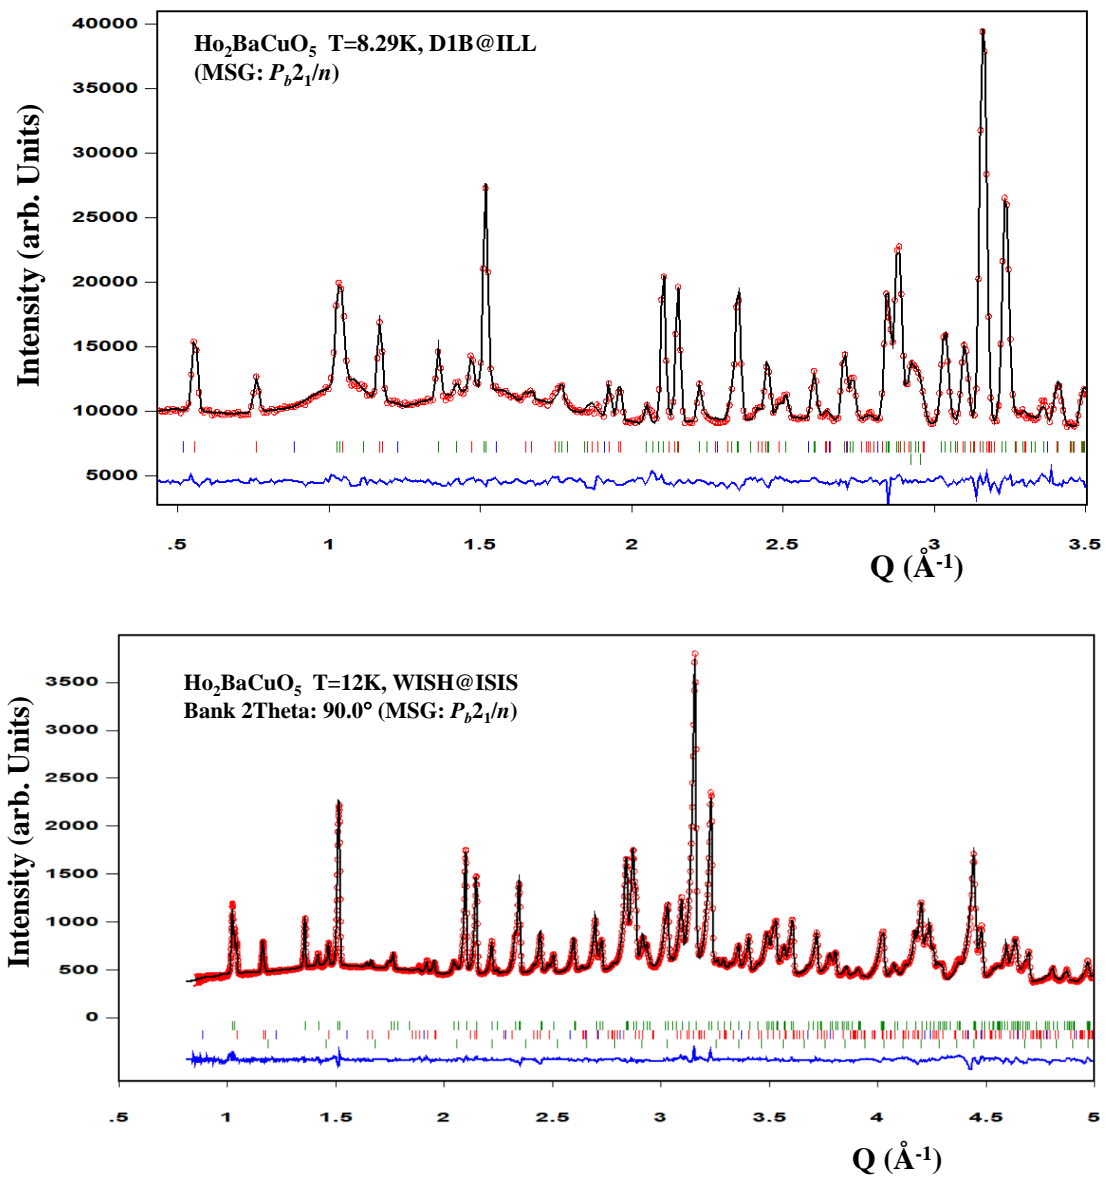 Ho₂BaCuO₅ T=8.29K, D1B@ILL
(MSG: P_b2₁/n)
Intensity (arb. Units)
40000
35000
30000
25000
20000
15000
10000
5000
.5 1 1.5 2 2.5 3 3.5
Q (Å⁻¹)
Ho₂BaCuO₅ T=12K, WISH@ISIS
Bank 2Theta: 90.0° (MSG: P_b2₁/n)
Intensity (arb. Units)
3500
3000
2500
2000
1500
1000
500
0
.5 1 1.5 2 2.5 3 3.5 4 4.5 5
Q (Å⁻¹)